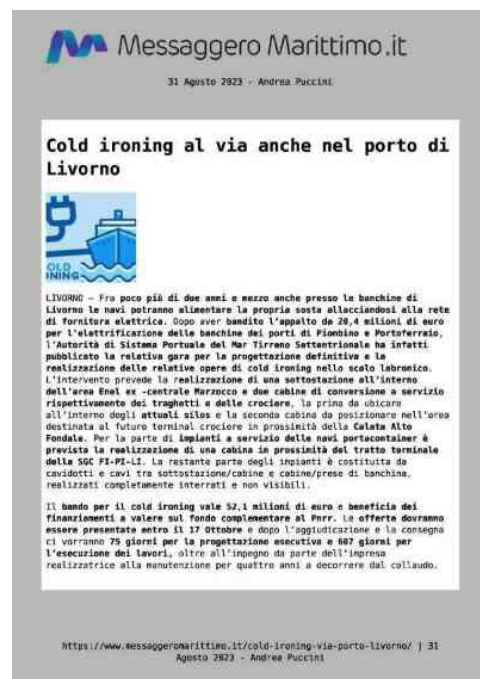 Messaggero Marittimo.it
31 Agosto 2023 - Andrea Puccini
Cold ironing al via anche nel porto di
Livorno
COLD
IRONING
LIVORNO – Fra poco più di due anni e mezzo anche presso le banchine di
Livorno le navi potranno alimentare la propria sosta allacciandosi alla rete
di fornitura elettrica. Dopo aver bandito l'appalto de 20,4 milioni di euro
per l'elettrificazione delle banchine dei porti di Piombino e Portoferraio,
l'Autorità di Sistema Portuale del Mar Tirreno Settentrionale ha infatti
pubblicato la relativa gara per la progettazione definitiva e la
realizzazione delle relative opere di cold ironing nello scalo labronico.
L'intervento prevede la realizzazione di una sottostazione all'interno
dell'area Enel ex -centrale Marzocco e due cabine di conversione a servizio
rispettivamente dei traghetti e delle crociere, la prima da ubicare
all'interno degli attuali silos e la seconda cabina da posizionare nell'area
destinata al futuro terminal crociere in prossimità della Calata Alto
Fondale. Per la parte di impianti a servizio delle navi portacontainer è
prevista la realizzazione di una cabina in prossimità del tratto terminale
della SGC FI-PI-LI. La restante parte degli impianti è costituita da
cavidotti e cavi tra sottostazione/cabine e cabine/prese di banchina,
realizzati completamente interrati e non visibili.
Il bando per il cold ironing vale 52,1 milioni di euro e beneficia dei
finanziamenti a valere sul fondo complementare al Pnrr. Le offerte dovranno
essere presentate entro il 17 Ottobre e dopo l'aggiudicazione e la consegna
ci vorranno 75 giorni per la progettazione esecutiva e 607 giorni per
l'esecuzione dei lavori, oltre all'impegno da parte dell'impresa
realizzatrice alla manutenzione per quattro anni a decorrere dal collaudo.
https://www.messaggeromarittimo.it/cold-ironing-via-porto-livorno/ | 31
Agosto 2023 - Andrea Puccini